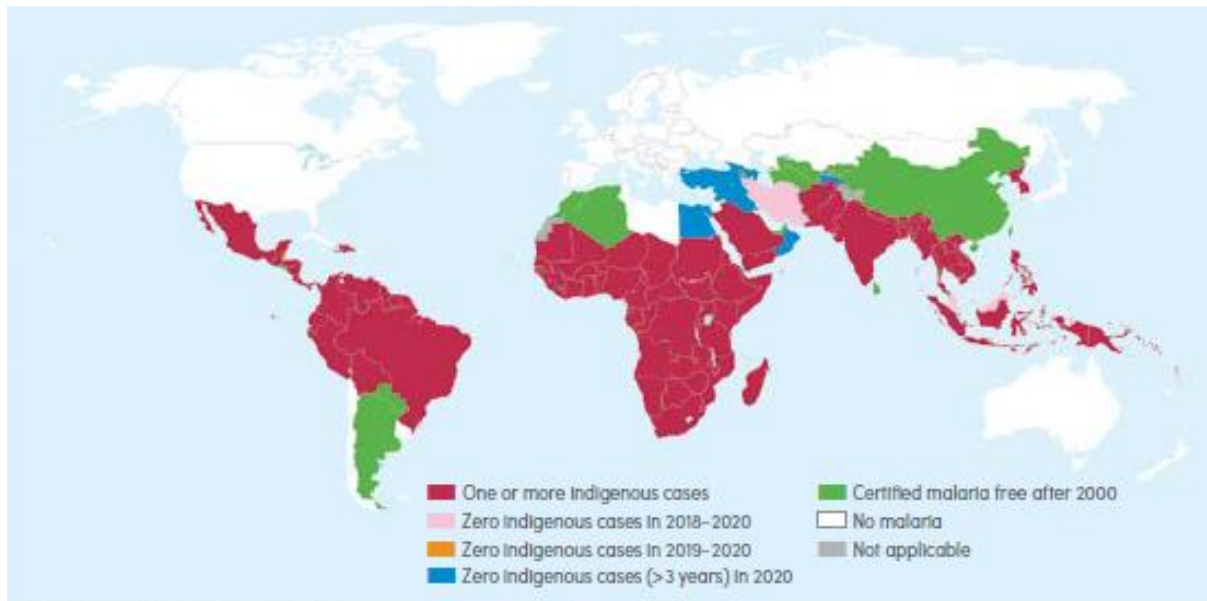 One or more indigenous cases
Zero indigenous cases in 2018–2020
Zero indigenous cases in 2019–2020
Zero indigenous cases (>3 years) in 2020
Certified malaria free after 2000
No malaria
Not applicable